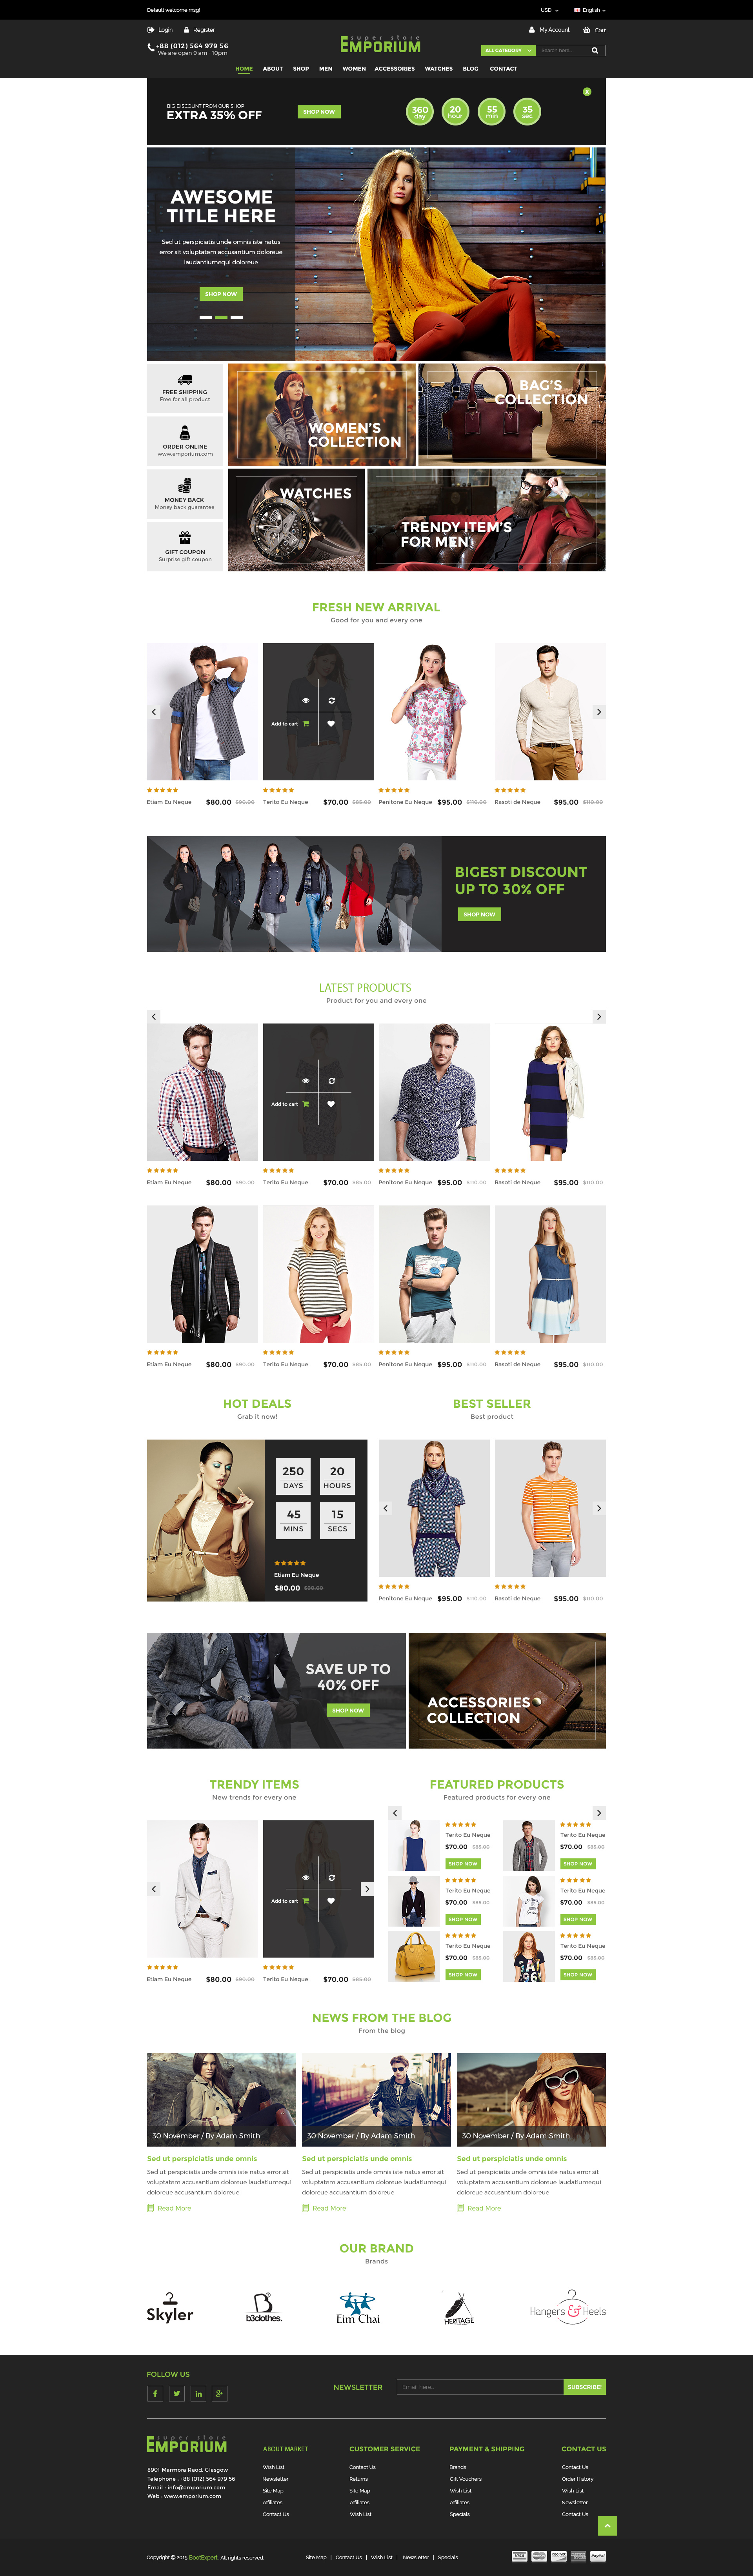 Default welcome msg!
USD
English
Login
Register
My Account
Cart
+88 (012) 564 979 56
We are open 9 am - 10pm
super store
EMPORIUM
ALL CATEGORY
Search here...
HOME ABOUT SHOP MEN WOMEN ACCESSORIES WATCHES BLOG CONTACT
BIG DISCOUNT FROM OUR SHOP
EXTRA 35% OFF
SHOP NOW
360 day
20 hour
55 min
35 sec
AWESOME
TITLE HERE
Sed ut perspiciatis unde omnis iste natus
error sit voluptatem accusantium doloreue
laudantiumequi doloreue
SHOP NOW
FREE SHIPPING
Free for all product
ORDER ONLINE
www.emporium.com
MONEY BACK
Money back guarantee
GIFT COUPON
Surprise gift coupon
WOMEN'S
COLLECTION
BAG'S
COLLECTION
WATCHES
TRENDY ITEM'S
FOR MEN
FRESH NEW ARRIVAL
Good for you and every one
Add to cart
Etiam Eu Neque $80.00 $90.00
Terito Eu Neque $70.00 $85.00
Penitone Eu Neque $95.00 $110.00
Rasoti de Neque $95.00 $110.00
BIGEST DISCOUNT
UP TO 30% OFF
SHOP NOW
LATEST PRODUCTS
Product for you and every one
Add to cart
Etiam Eu Neque $80.00 $90.00
Terito Eu Neque $70.00 $85.00
Penitone Eu Neque $95.00 $110.00
Rasoti de Neque $95.00 $110.00
Etiam Eu Neque $80.00 $90.00
Terito Eu Neque $70.00 $85.00
Penitone Eu Neque $95.00 $110.00
Rasoti de Neque $95.00 $110.00
HOT DEALS
Grab it now!
250 DAYS
20 HOURS
45 MINS
15 SECS
Etiam Eu Neque
$80.00 $90.00
BEST SELLER
Best product
Penitone Eu Neque $95.00 $110.00
Rasoti de Neque $95.00 $110.00
SAVE UP TO
40% OFF
SHOP NOW
ACCESSORIES
COLLECTION
TRENDY ITEMS
New trends for every one
Add to cart
Etiam Eu Neque $80.00 $90.00
Terito Eu Neque $70.00 $85.00
FEATURED PRODUCTS
Featured products for every one
Terito Eu Neque
$70.00 $85.00
SHOP NOW
Terito Eu Neque
$70.00 $85.00
SHOP NOW
Terito Eu Neque
$70.00 $85.00
SHOP NOW
Terito Eu Neque
$70.00 $85.00
SHOP NOW
Terito Eu Neque
$70.00 $85.00
SHOP NOW
Terito Eu Neque
$70.00 $85.00
SHOP NOW
NEWS FROM THE BLOG
From the blog
30 November / By Adam Smith
Sed ut perspiciatis unde omnis
Sed ut perspiciatis unde omnis iste natus error sit
voluptatem accusantium doloreue laudatiumequi
doloreue accusantium doloreue
Read More
30 November / By Adam Smith
Sed ut perspiciatis unde omnis
Sed ut perspiciatis unde omnis iste natus error sit
voluptatem accusantium doloreue laudatiumequi
doloreue accusantium doloreue
Read More
30 November / By Adam Smith
Sed ut perspiciatis unde omnis
Sed ut perspiciatis unde omnis iste natus error sit
voluptatem accusantium doloreue laudatiumequi
doloreue accusantium doloreue
Read More
OUR BRAND
Brands
Skyler
b3clothes.
Eim Chai
HERITAGE
Hangers & Heels
FOLLOW US
NEWSLETTER
Email here..
SUBSCRIBE!
super store
EMPORIUM
8901 Marmora Raod, Glasgow
Telephone : +88 (012) 564 979 56
Email : info@emporium.com
Web : www.emporium.com
ABOUT MARKET
Wish List
Newsletter
Site Map
Affiliates
Contact Us
CUSTOMER SERVICE
Contact Us
Returns
Site Map
Affiliates
Wish List
PAYMENT & SHIPPING
Brands
Gift Vouchers
Wish List
Affiliates
Specials
CONTACT US
Contact Us
Order History
Wish List
Newsletter
Contact Us
Copyright © 2015 BootExpert. All rights reserved.
Site Map | Contact Us | Wish List | Newsletter | Specials
VISA
PayPal